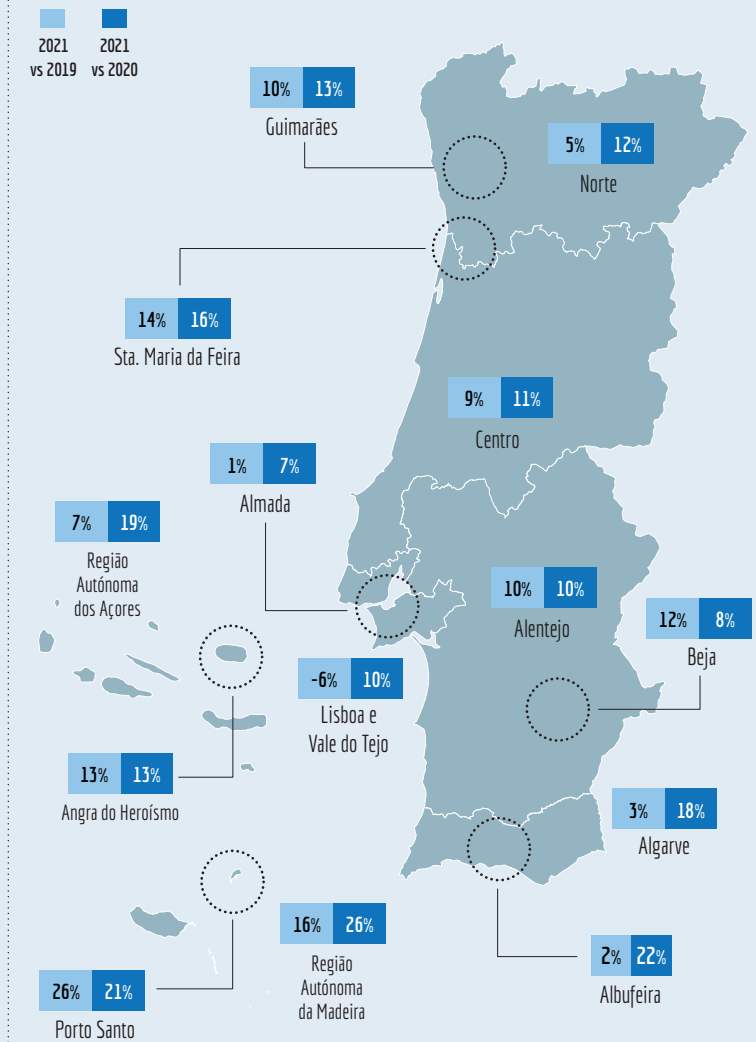 2021 2021
vs 2019 vs 2020
10% 13%
Guimarães
5% 12%
Norte
14% 16%
Sta. Maria da Feira
9% 11%
Centro
1% 7%
Almada
7% 19%
Região
Autónoma
dos Açores
10% 10%
Alentejo
12% 8%
Beja
-6% 10%
Lisboa e
Vale do Tejo
13% 13%
Angra do Heroísmo
3% 18%
Algarve
16% 26%
Região
Autónoma
da Madeira
2% 22%
Albufeira
26% 21%
Porto Santo